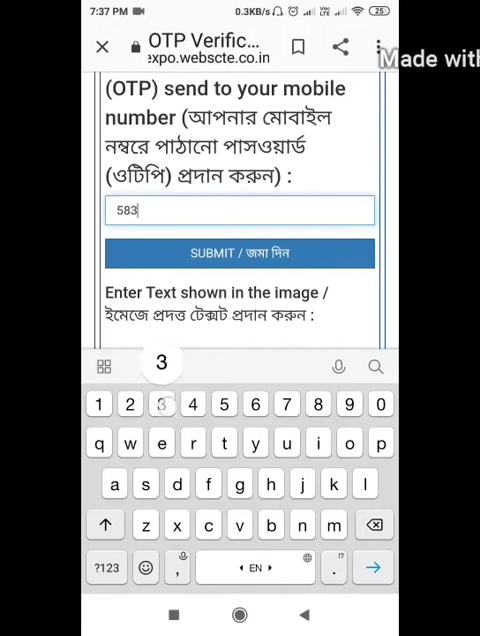 7:37 PM 0.3KB/s 25
OTP Verific...
expo.webscte.co.in
Made with
(OTP) send to your mobile
number (আপনার মোবাইল
নম্বরে পাঠানো পাসওয়ার্ড
(ওটিপি) প্রদান করুন) :
583
SUBMIT / জমা দিন
Enter Text shown in the image /
ইমেজে প্রদত্ত টেক্সট প্রদান করুন :
3
1 2 3 4 5 6 7 8 9 0
q w e r t y u i o p
a s d f g h j k l
z x c v b n m
?123 , EN . !?